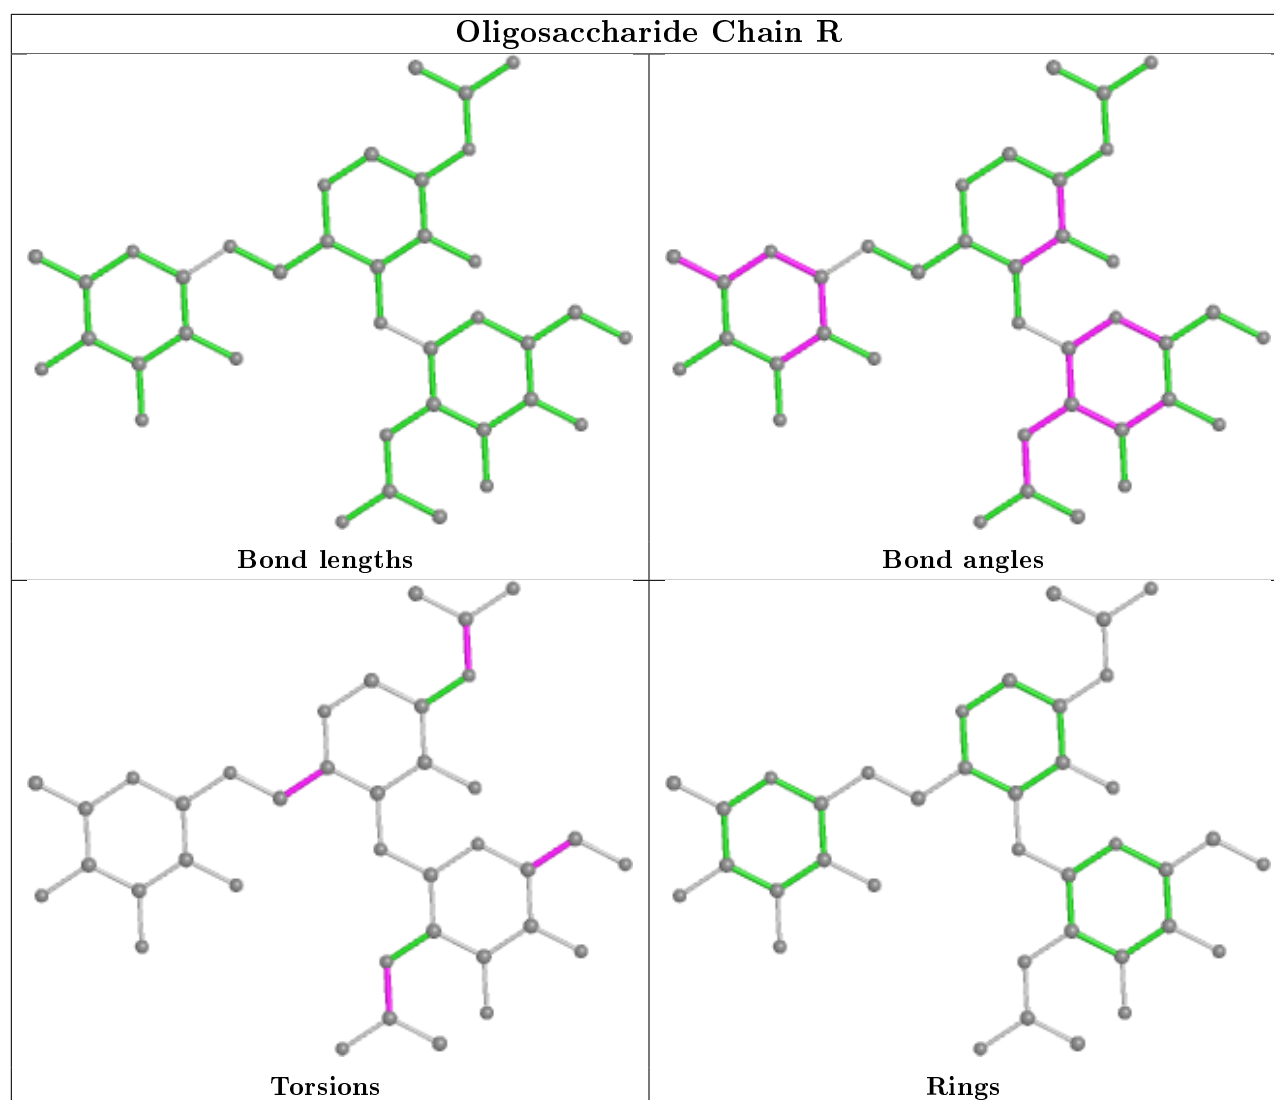 Oligosaccharide Chain R
Bond lengths
Bond angles
Torsions
Rings